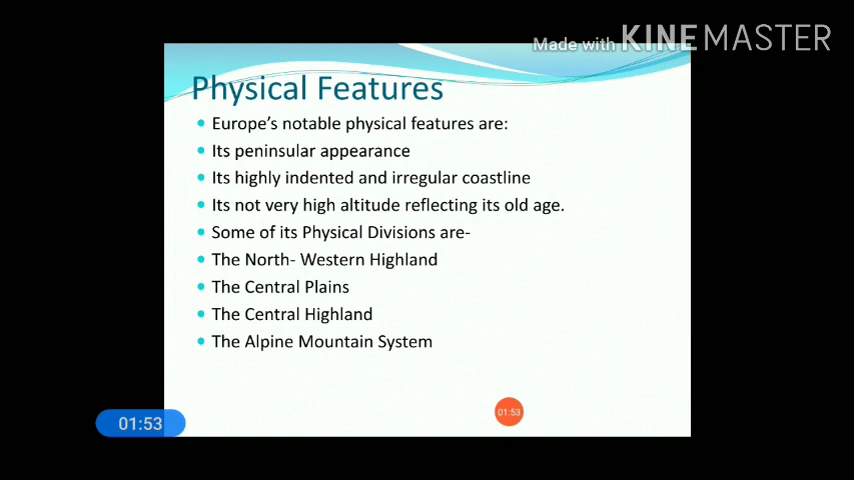 Made with KINEMASTER
Physical Features
Europe's notable physical features are:
Its peninsular appearance
Its highly indented and irregular coastline
Its not very high altitude reflecting its old age.
Some of its Physical Divisions are-
The North- Western Highland
The Central Plains
The Central Highland
The Alpine Mountain System
01:53
01:53